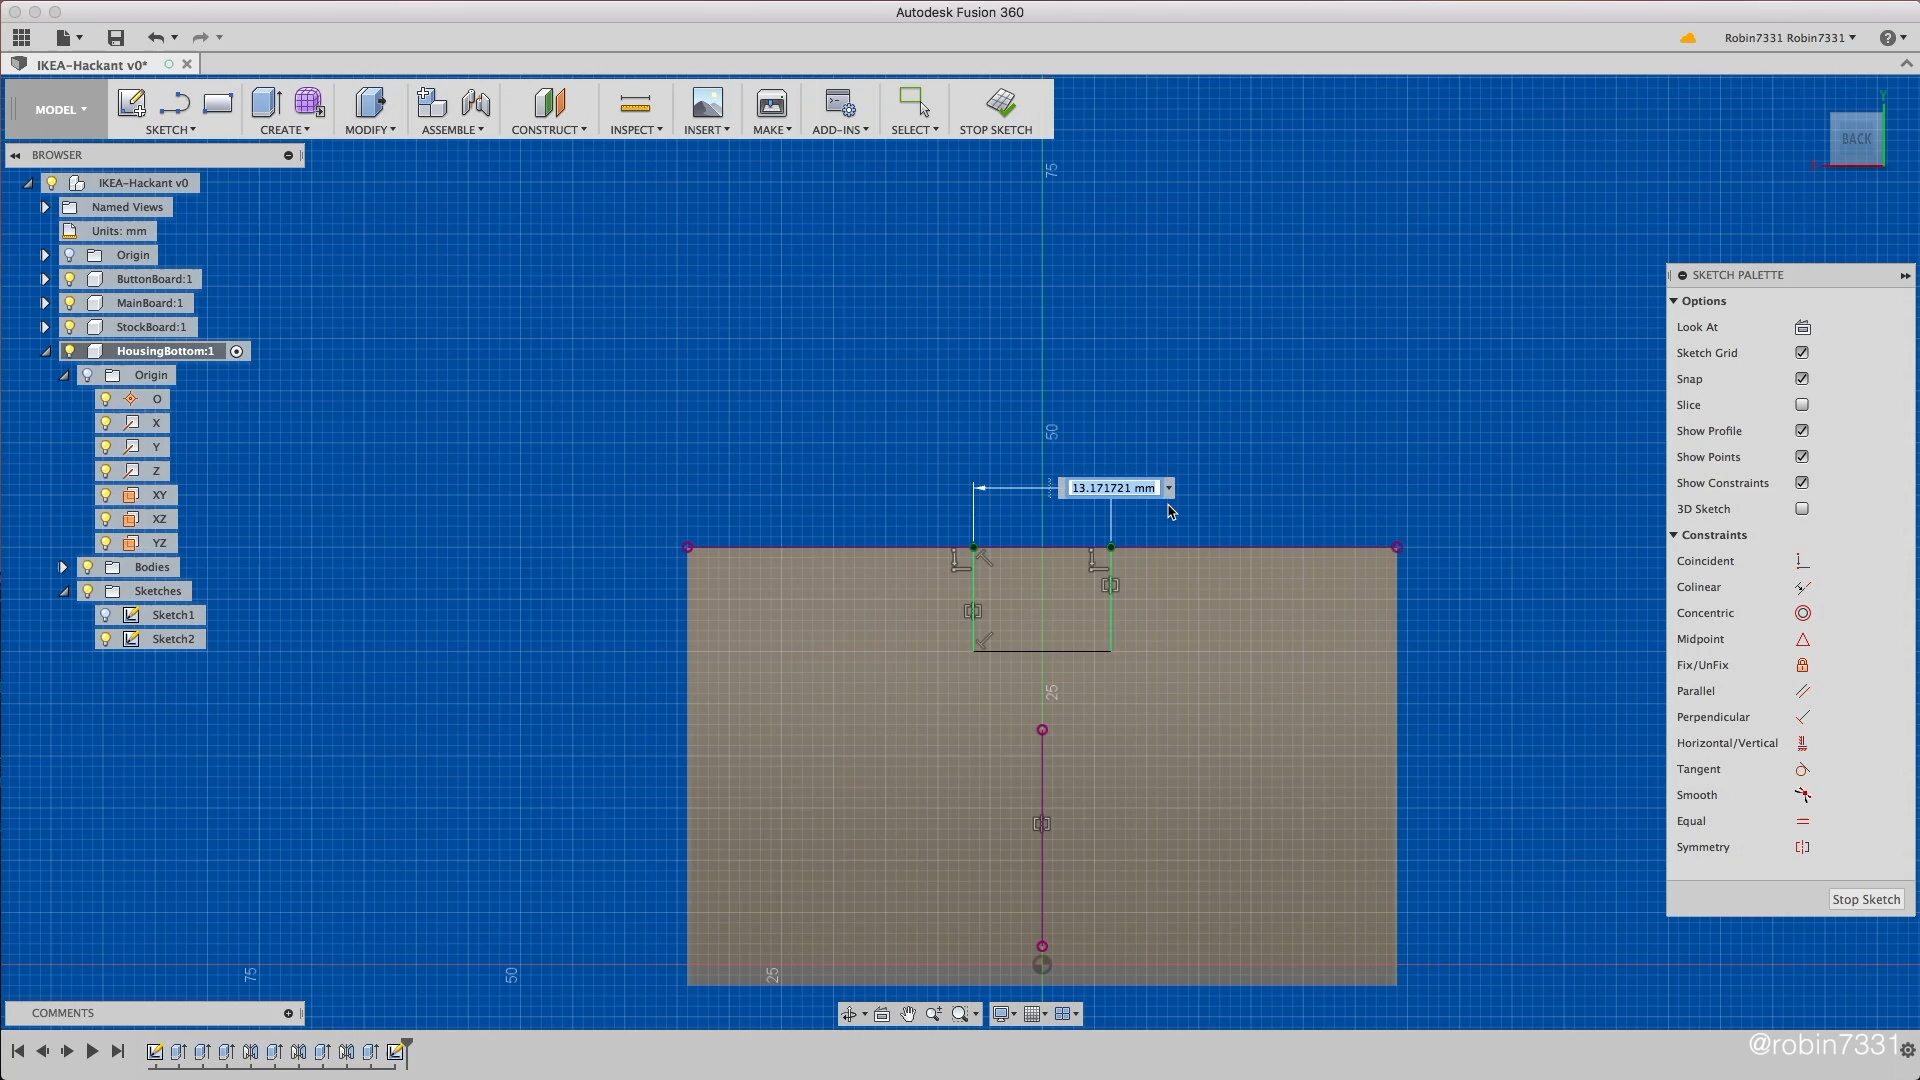 Autodesk Fusion 360
Robin7331 Robin7331
IKEA-Hackant v0*
MODEL
SKETCH
CREATE
MODIFY
ASSEMBLE
CONSTRUCT
INSPECT
INSERT
MAKE
ADD-INS
SELECT
STOP SKETCH
BROWSER
IKEA-Hackant v0
Named Views
Units: mm
Origin
ButtonBoard:1
MainBoard:1
StockBoard:1
HousingBottom:1
Origin
O
X
Y
Z
XY
XZ
YZ
Bodies
Sketches
Sketch1
Sketch2
75
50
25
75
50
25
13.171721 mm
BACK
Y
SKETCH PALETTE
Options
Look At
Sketch Grid
Snap
Slice
Show Profile
Show Points
Show Constraints
3D Sketch
Constraints
Coincident
Colinear
Concentric
Midpoint
Fix/UnFix
Parallel
Perpendicular
Horizontal/Vertical
Tangent
Smooth
Equal
Symmetry
Stop Sketch
COMMENTS
@robin7331